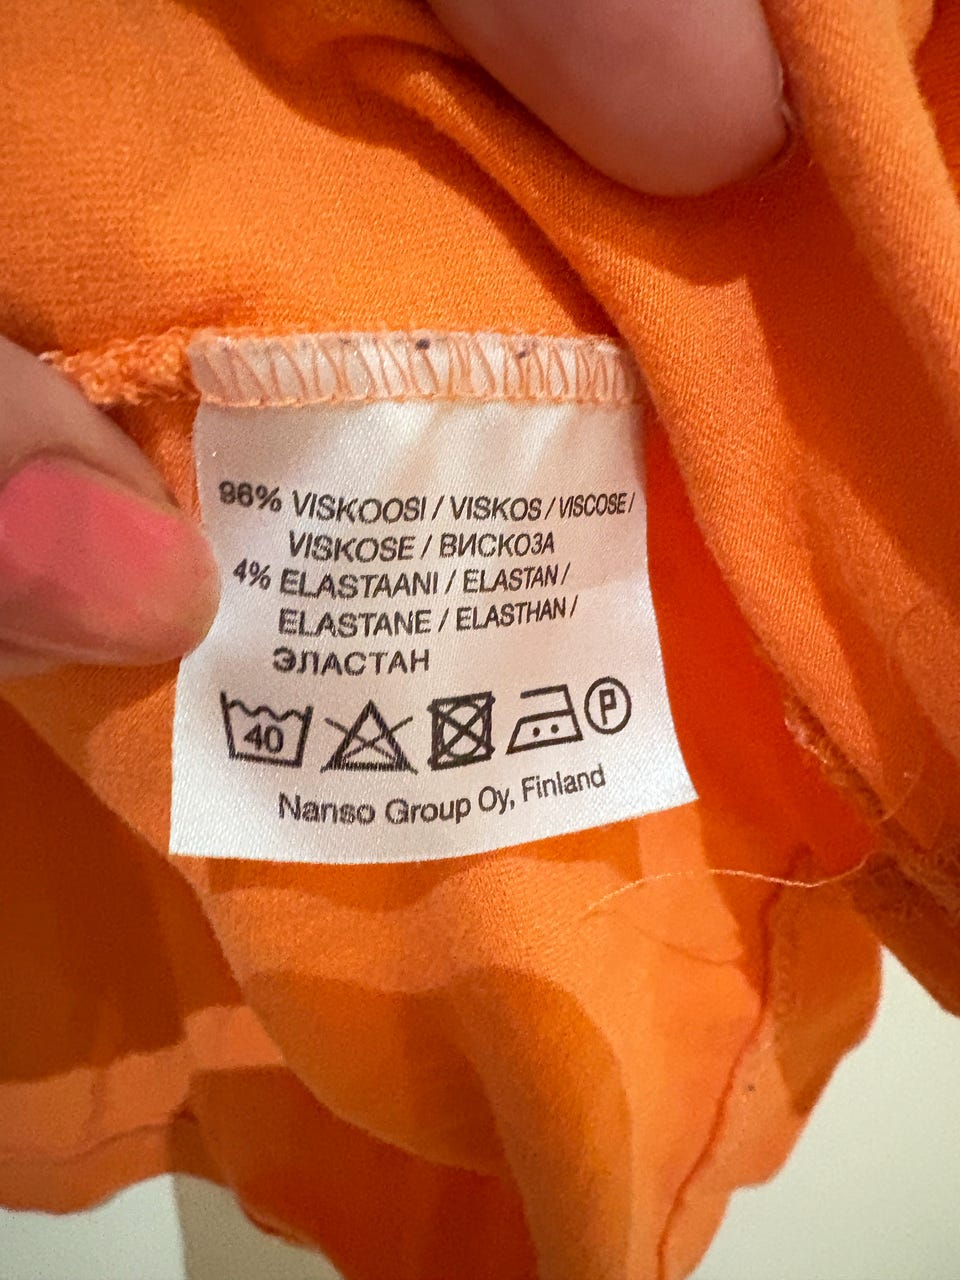 96% VISKOOSI / VISKOS / VISCOSE /
VISKOSE / ВИСКОЗА
4% ELASTAANI / ELASTAN /
ELASTANE / ELASTHAN /
ЭЛАСТАН
40
P
Nanso Group Oy, Finland